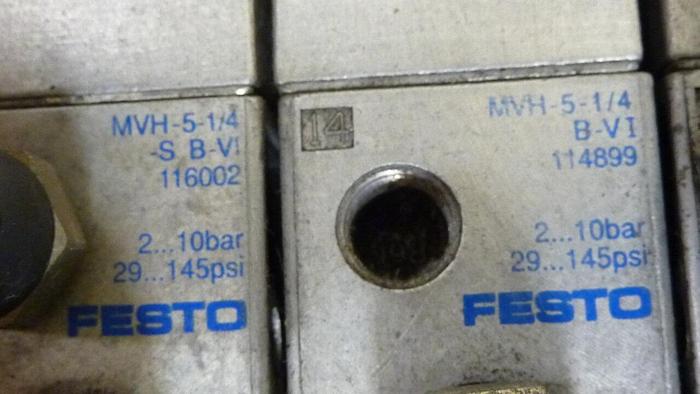 MVH-5-1/4
-S B-VI
116002
2...10bar
29...145psi
FESTO
14
MVH-5-1/4
B-VI
114899
2...10bar
29...145psi
FESTO